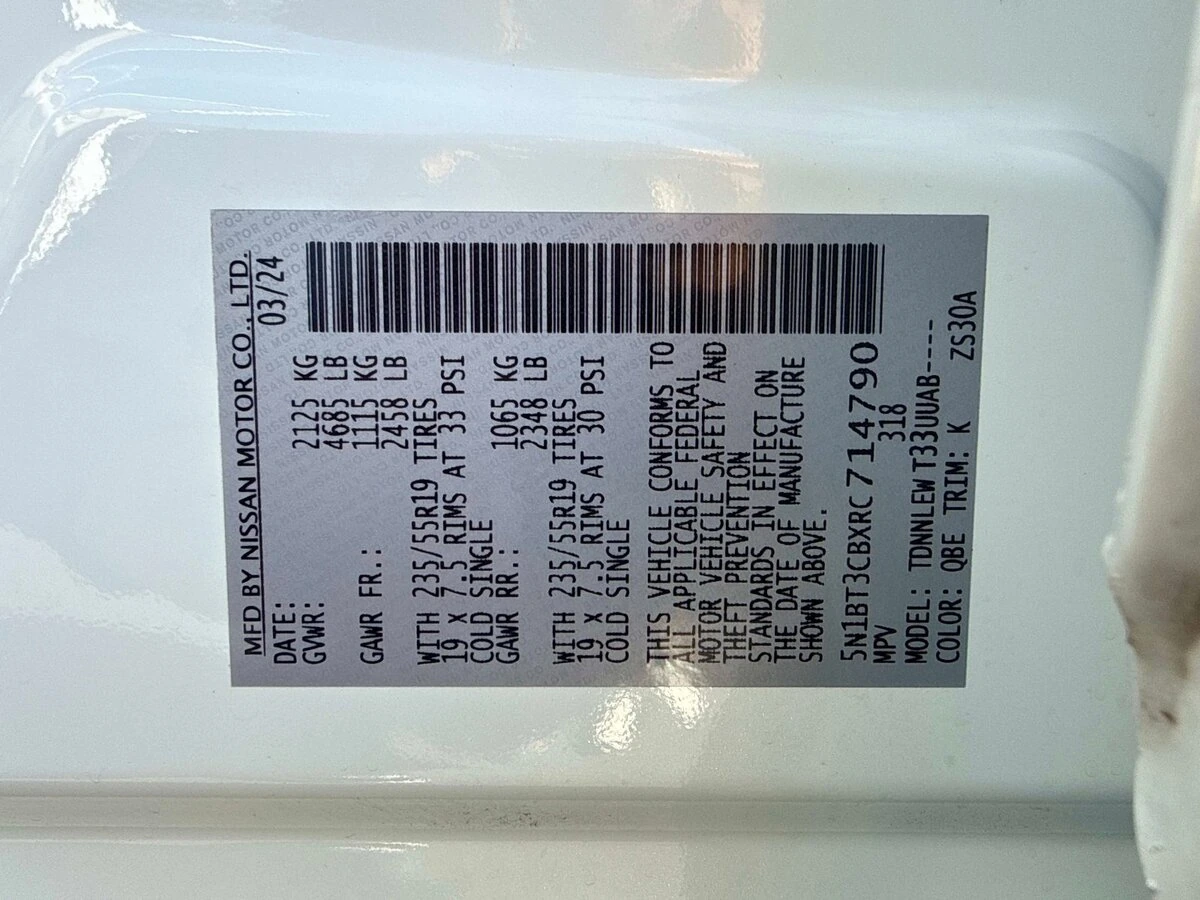 MFD BY NISSAN MOTOR CO., LTD.
DATE: 03/24
GVWR: 2125 KG
4685 LB
GAWR FR.: 1115 KG
2458 LB
WITH 235/55R19 TIRES
19 X 7.5 RIMS AT 33 PSI
COLD SINGLE
GAWR RR.: 1065 KG
2348 LB
WITH 235/55R19 TIRES
19 X 7.5 RIMS AT 30 PSI
COLD SINGLE
THIS VEHICLE CONFORMS TO
ALL APPLICABLE FEDERAL
MOTOR VEHICLE SAFETY AND
THEFT PREVENTION
STANDARDS IN EFFECT ON
THE DATE OF MANUFACTURE
SHOWN ABOVE.
5N1BT3CBXRC714790
MPV 318
MODEL: TDNNLEW T33UUAB----
COLOR: QBE TRIM: K ZS30A